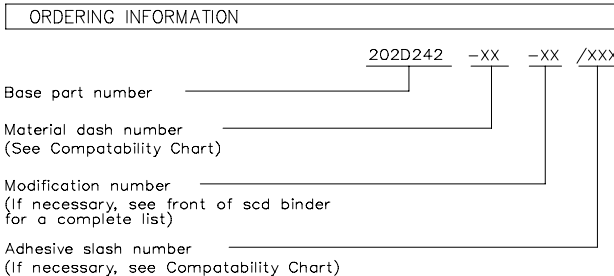 ORDERING INFORMATION
202D242 -XX -XX /XXX
Base part number
Material dash number
(See Compatability Chart)
Modification number
(If necessary, see front of scd binder
for a complete list)
Adhesive slash number
(If necessary, see Compatability Chart)